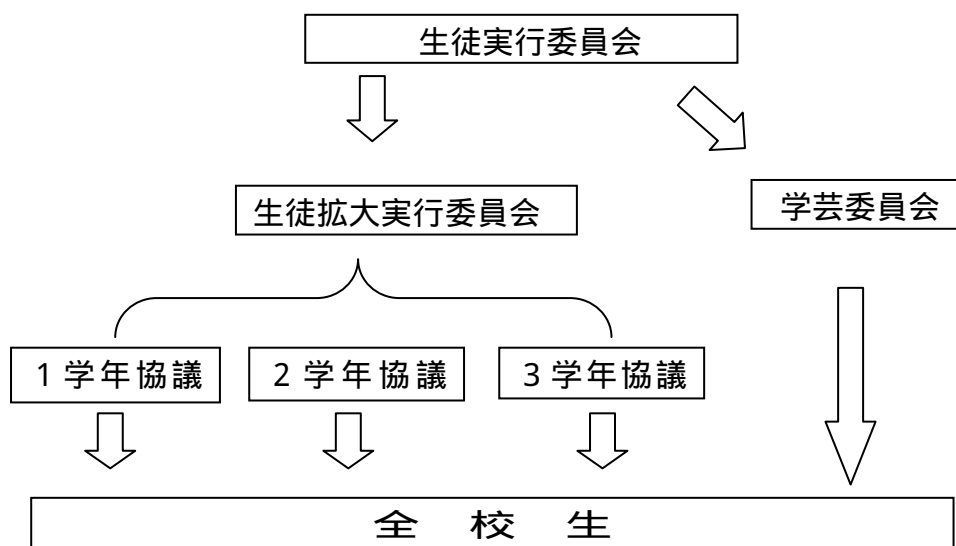 生徒実行委員会
生徒拡大実行委員会
学芸委員会
1学年協議
2学年協議
3学年協議
全校生